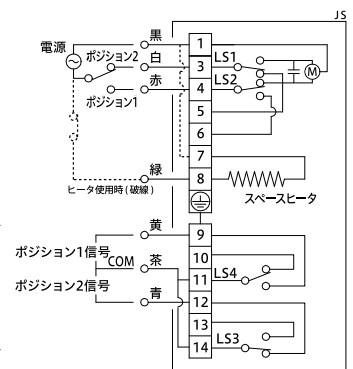 JS
電源
ポジション2
黒
白
赤
ポジション1
緑
ヒータ使用時(破線)
1
3
4
5
6
7
8
LS1
LS2
M
スペースヒータ
黄
ポジション1信号
COM
茶
ポジション2信号
青
9
10
11
12
13
14
LS4
LS3